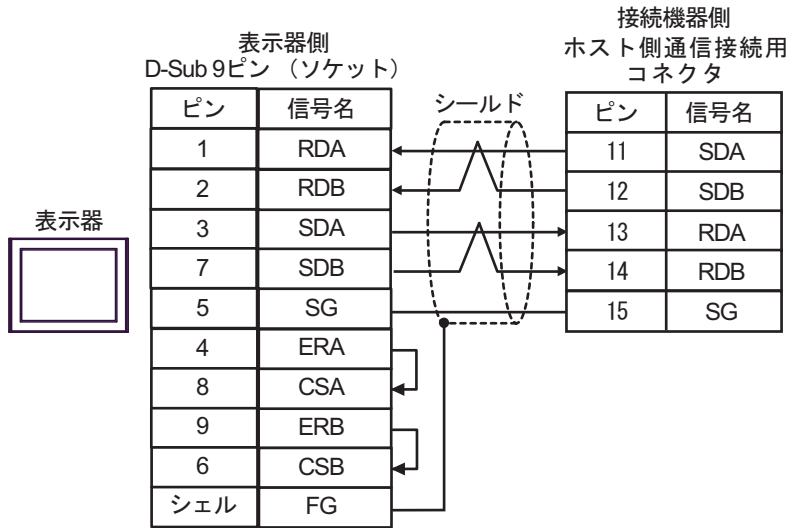 表示器側
D-Sub 9ピン （ソケット）
接続機器側
ホスト側通信接続用
コネクタ
シールド
表示器
ピン 信号名
1 RDA
2 RDB
3 SDA
7 SDB
5 SG
4 ERA
8 CSA
9 ERB
6 CSB
シェル FG
ピン 信号名
11 SDA
12 SDB
13 RDA
14 RDB
15 SG